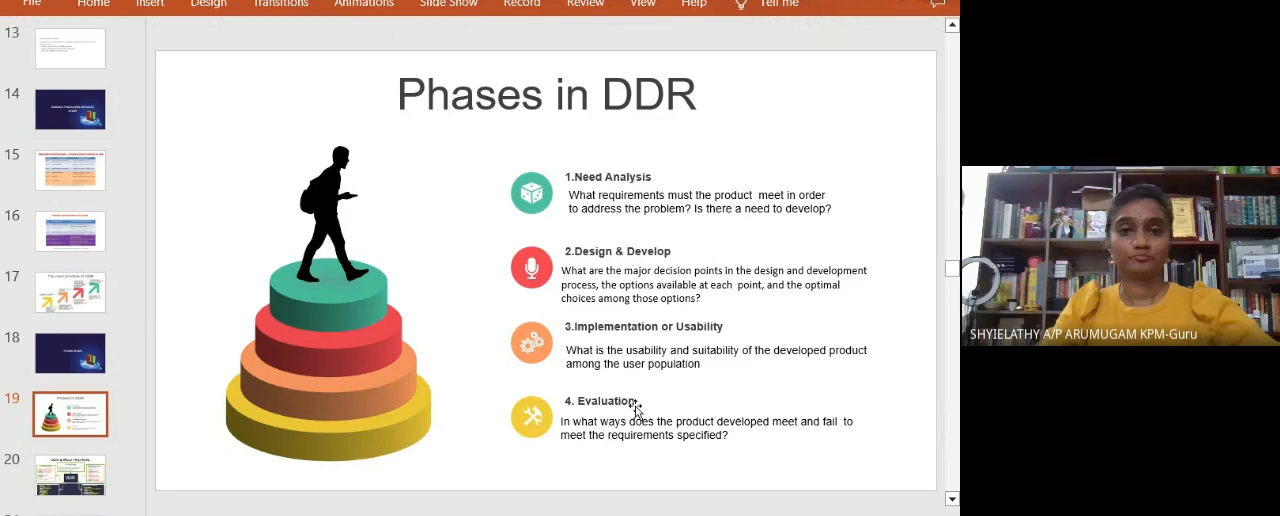 File Home Insert Design Transitions Animations Slide Show Record Review View Help Tell me
13
14
15
16
17
18
19
20
Phases in DDR
1.Need Analysis
What requirements must the product meet in order
to address the problem? Is there a need to develop?
2.Design & Develop
What are the major decision points in the design and development
process, the options available at each point, and the optimal
choices among those options?
3.Implementation or Usability
What is the usability and suitability of the developed product
among the user population
4. Evaluation
In what ways does the product developed meet and fail to
meet the requirements specified?
SHYIELATHY A/P ARUMUGAM KPM-Guru